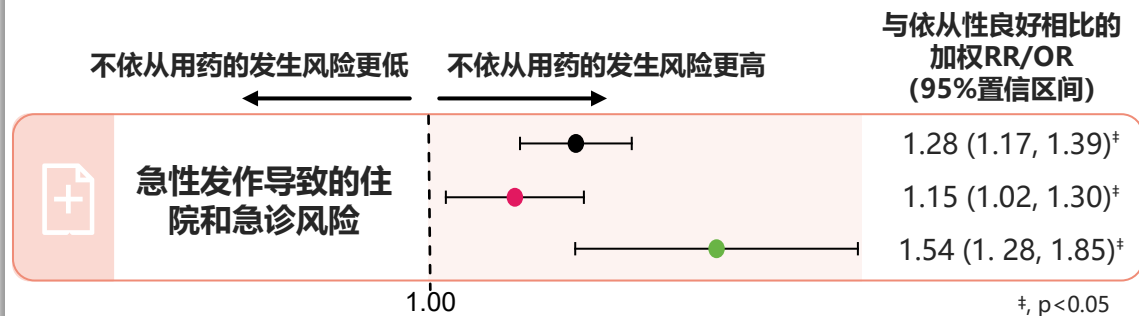 与依从性良好相比的
加权RR/OR
(95%置信区间)
不依从用药的发生风险更低
不依从用药的发生风险更高
急性发作导致的住
院和急诊风险
1.28 (1.17, 1.39)‡
1.15 (1.02, 1.30)‡
1.54 (1. 28, 1.85)‡
1.00
‡, p<0.05